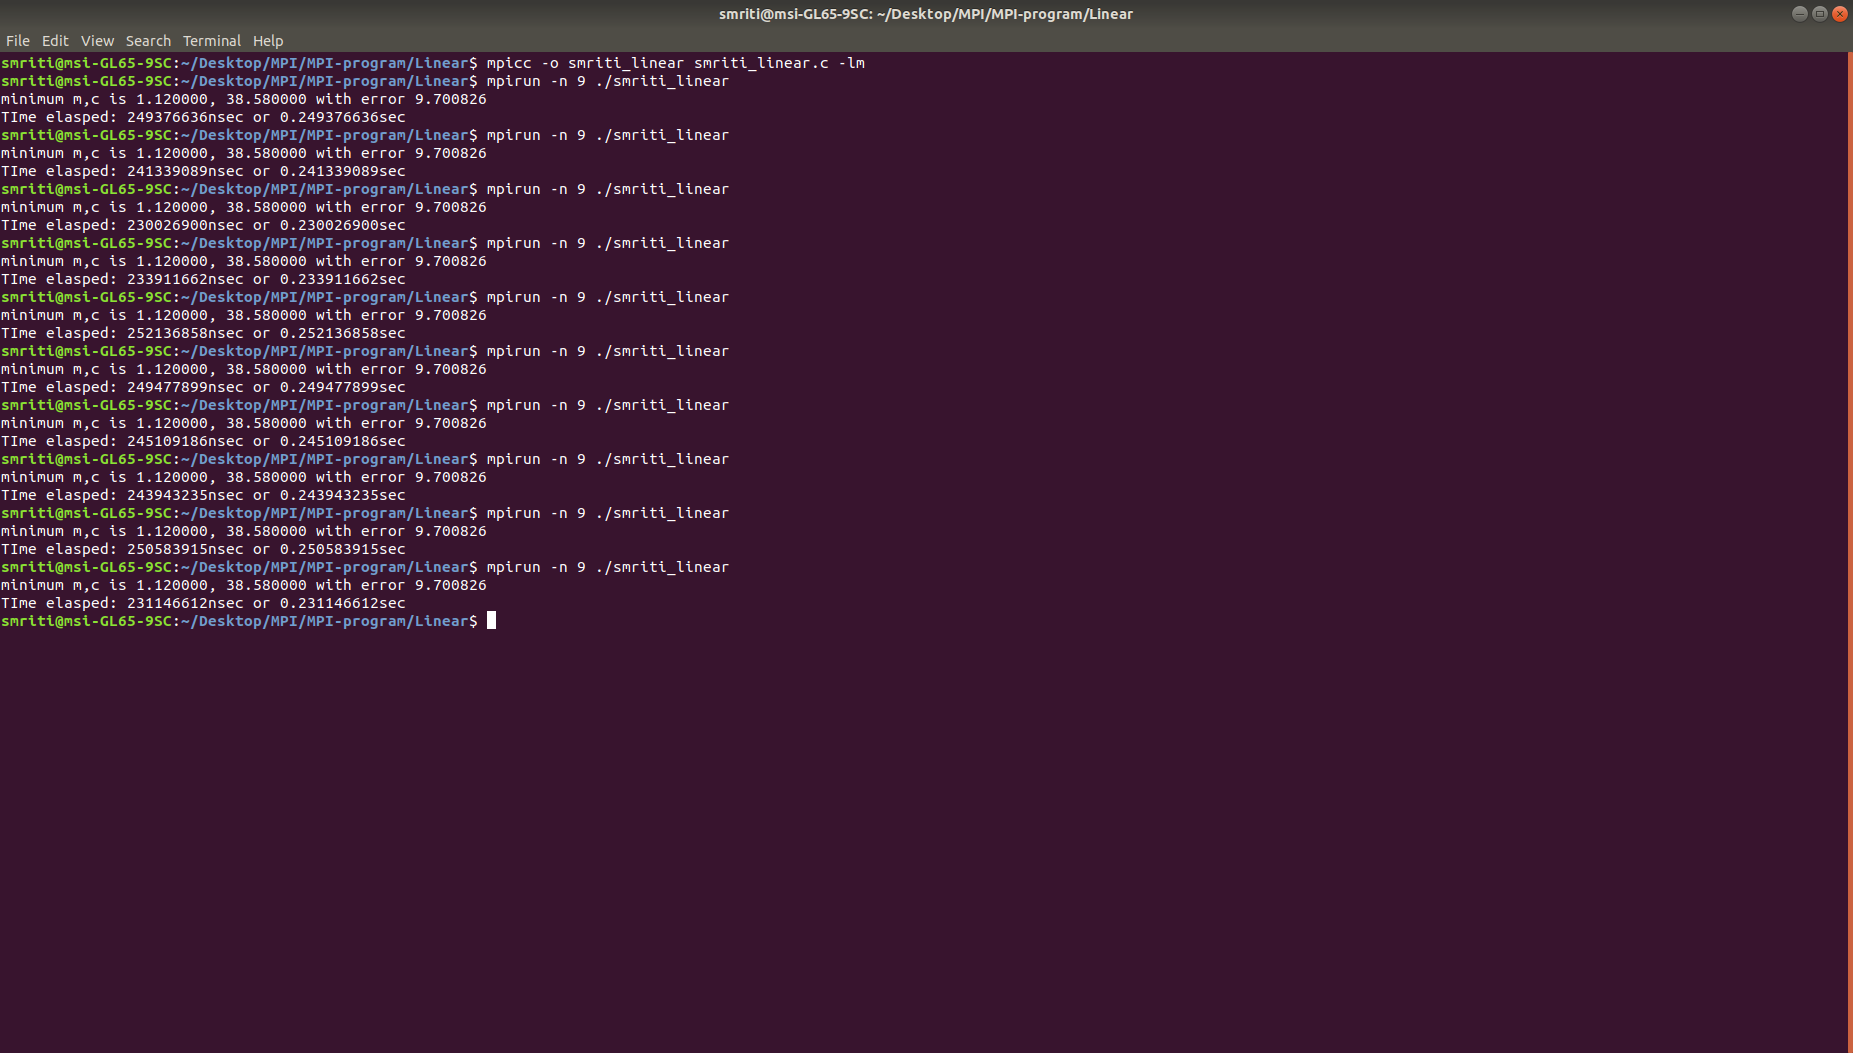 smriti@msi-GL65-9SC: ~/Desktop/MPI/MPI-program/Linear
File Edit View Search Terminal Help
smriti@msi-GL65-9SC:~/Desktop/MPI/MPI-program/Linear$ mpicc -o smriti_linear smriti_linear.c -lm
smriti@msi-GL65-9SC:~/Desktop/MPI/MPI-program/Linear$ mpirun -n 9 ./smriti_linear
minimum m,c is 1.120000, 38.580000 with error 9.700826
TIme elasped: 249376636nsec or 0.249376636sec
smriti@msi-GL65-9SC:~/Desktop/MPI/MPI-program/Linear$ mpirun -n 9 ./smriti_linear
minimum m,c is 1.120000, 38.580000 with error 9.700826
TIme elasped: 241339089nsec or 0.241339089sec
smriti@msi-GL65-9SC:~/Desktop/MPI/MPI-program/Linear$ mpirun -n 9 ./smriti_linear
minimum m,c is 1.120000, 38.580000 with error 9.700826
TIme elasped: 230026900nsec or 0.230026900sec
smriti@msi-GL65-9SC:~/Desktop/MPI/MPI-program/Linear$ mpirun -n 9 ./smriti_linear
minimum m,c is 1.120000, 38.580000 with error 9.700826
TIme elasped: 233911662nsec or 0.233911662sec
smriti@msi-GL65-9SC:~/Desktop/MPI/MPI-program/Linear$ mpirun -n 9 ./smriti_linear
minimum m,c is 1.120000, 38.580000 with error 9.700826
TIme elasped: 252136858nsec or 0.252136858sec
smriti@msi-GL65-9SC:~/Desktop/MPI/MPI-program/Linear$ mpirun -n 9 ./smriti_linear
minimum m,c is 1.120000, 38.580000 with error 9.700826
TIme elasped: 249477899nsec or 0.249477899sec
smriti@msi-GL65-9SC:~/Desktop/MPI/MPI-program/Linear$ mpirun -n 9 ./smriti_linear
minimum m,c is 1.120000, 38.580000 with error 9.700826
TIme elasped: 245109186nsec or 0.245109186sec
smriti@msi-GL65-9SC:~/Desktop/MPI/MPI-program/Linear$ mpirun -n 9 ./smriti_linear
minimum m,c is 1.120000, 38.580000 with error 9.700826
TIme elasped: 243943235nsec or 0.243943235sec
smriti@msi-GL65-9SC:~/Desktop/MPI/MPI-program/Linear$ mpirun -n 9 ./smriti_linear
minimum m,c is 1.120000, 38.580000 with error 9.700826
TIme elasped: 250583915nsec or 0.250583915sec
smriti@msi-GL65-9SC:~/Desktop/MPI/MPI-program/Linear$ mpirun -n 9 ./smriti_linear
minimum m,c is 1.120000, 38.580000 with error 9.700826
TIme elasped: 231146612nsec or 0.231146612sec
smriti@msi-GL65-9SC:~/Desktop/MPI/MPI-program/Linear$